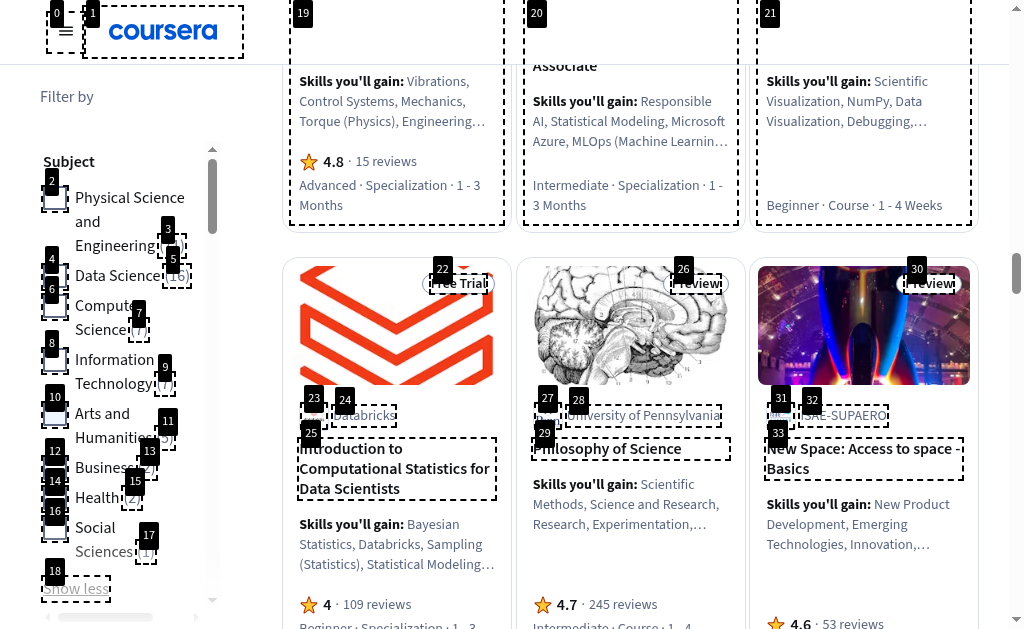 0
1
coursera
Filter by
Subject
2
Physical Science
and
3
Engineering
4
5
Data Science (16)
6
Computer
7
Science
8
Information
9
Technology (7)
10
Arts and
11
Humanities
12
13
Business
14
15
Health (2)
16
Social
17
Sciences (1)
18
Show less
19
Skills you'll gain: Vibrations,
Control Systems, Mechanics,
Torque (Physics), Engineering…
4.8 · 15 reviews
Advanced · Specialization · 1 - 3
Months
20
Associate
Skills you'll gain: Responsible
AI, Statistical Modeling, Microsoft
Azure, MLOps (Machine Learnin…
Intermediate · Specialization · 1 -
3 Months
21
Skills you'll gain: Scientific
Visualization, NumPy, Data
Visualization, Debugging,…
Beginner · Course · 1 - 4 Weeks
22
Free Trial
23
24
Databricks
25
Introduction to
Computational Statistics for
Data Scientists
Skills you'll gain: Bayesian
Statistics, Databricks, Sampling
(Statistics), Statistical Modeling…
4 · 109 reviews
Beginner · Specialization · 1 - 3
26
Preview
27
28
University of Pennsylvania
29
Philosophy of Science
Skills you'll gain: Scientific
Methods, Science and Research,
Research, Experimentation,…
4.7 · 245 reviews
Intermediate · Course · 1 - 4
30
Preview
31
32
ISAE-SUPAERO
33
New Space: Access to space -
Basics
Skills you'll gain: New Product
Development, Emerging
Technologies, Innovation,…
4.6 · 53 reviews